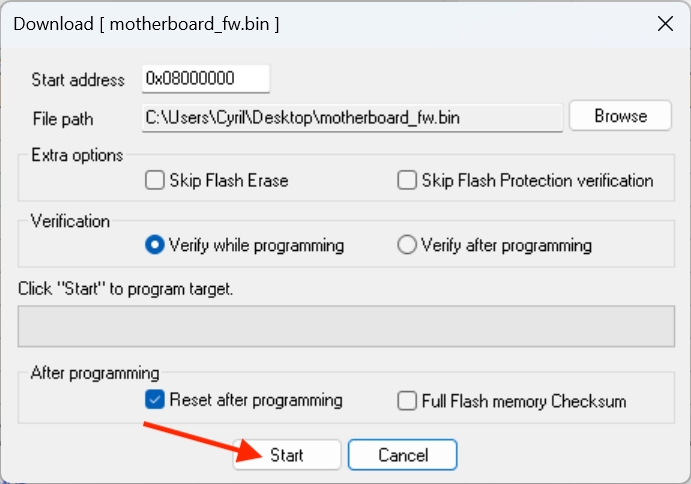 Download [ motherboard_fw.bin ]
Start address 0x08000000
File path C:\Users\Cyril\Desktop\motherboard_fw.bin Browse
Extra options
Skip Flash Erase Skip Flash Protection verification
Verification
Verify while programming Verify after programming
Click "Start" to program target.
After programming
Reset after programming Full Flash memory Checksum
Start Cancel